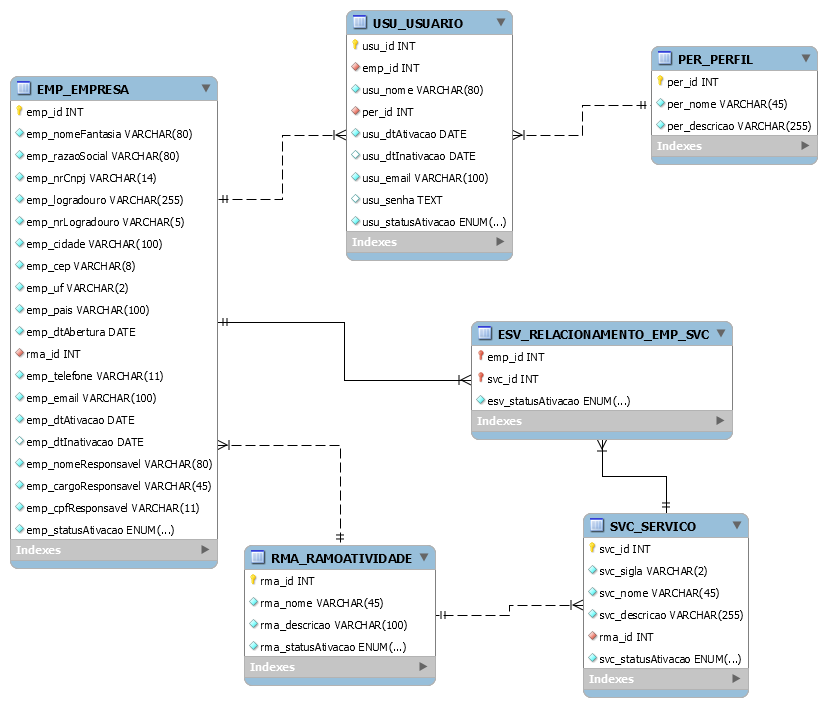 EMP_EMPRESA
emp_id INT
emp_nomeFantasia VARCHAR(80)
emp_razaoSocial VARCHAR(80)
emp_nrCnpj VARCHAR(14)
emp_logradouro VARCHAR(255)
emp_nrLogradouro VARCHAR(5)
emp_cidade VARCHAR(100)
emp_cep VARCHAR(8)
emp_uf VARCHAR(2)
emp_pais VARCHAR(100)
emp_dtAbertura DATE
rma_id INT
emp_telefone VARCHAR(11)
emp_email VARCHAR(100)
emp_dtAtivacao DATE
emp_dtInativacao DATE
emp_nomeResponsavel VARCHAR(80)
emp_cargoResponsavel VARCHAR(45)
emp_cpfResponsavel VARCHAR(11)
emp_statusAtivacao ENUM(...)
Indexes
USU_USUARIO
usu_id INT
emp_id INT
usu_nome VARCHAR(80)
per_id INT
usu_dtAtivacao DATE
usu_dtInativacao DATE
usu_email VARCHAR(100)
usu_senha TEXT
usu_statusAtivacao ENUM(...)
Indexes
PER_PERFIL
per_id INT
per_nome VARCHAR(45)
per_descricao VARCHAR(255)
Indexes
ESV_RELACIONAMENTO_EMP_SVC
emp_id INT
svc_id INT
esv_statusAtivacao ENUM(...)
Indexes
RMA_RAMOATIVIDADE
rma_id INT
rma_nome VARCHAR(45)
rma_descricao VARCHAR(100)
rma_statusAtivacao ENUM(...)
Indexes
SVC_SERVICO
svc_id INT
svc_sigla VARCHAR(2)
svc_nome VARCHAR(45)
svc_descricao VARCHAR(255)
rma_id INT
svc_statusAtivacao ENUM(...)
Indexes